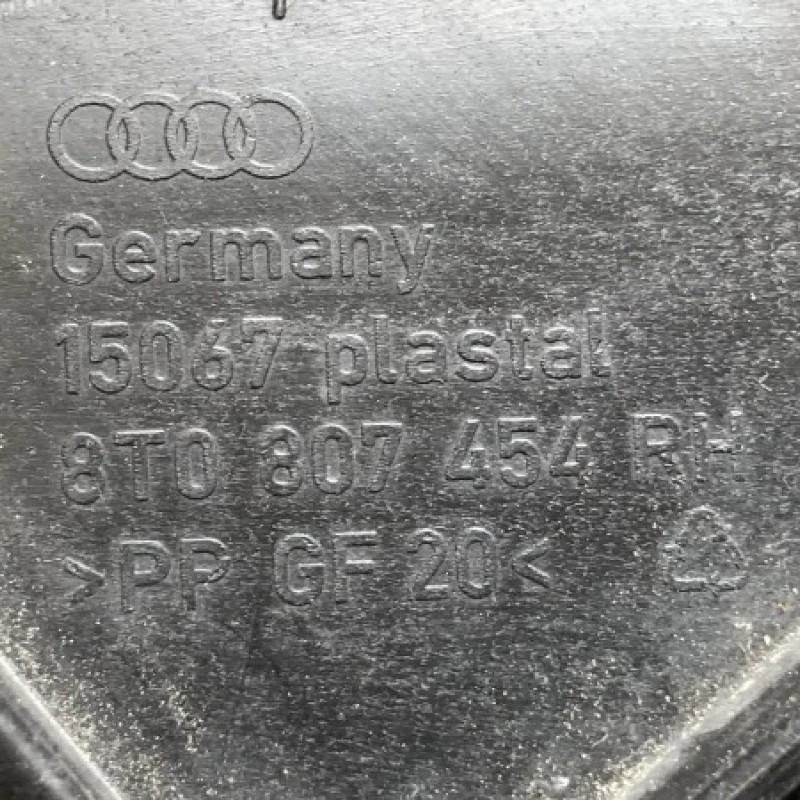 Germany
15067 plastal
8T0 807 454 RH
>PP GF 20<